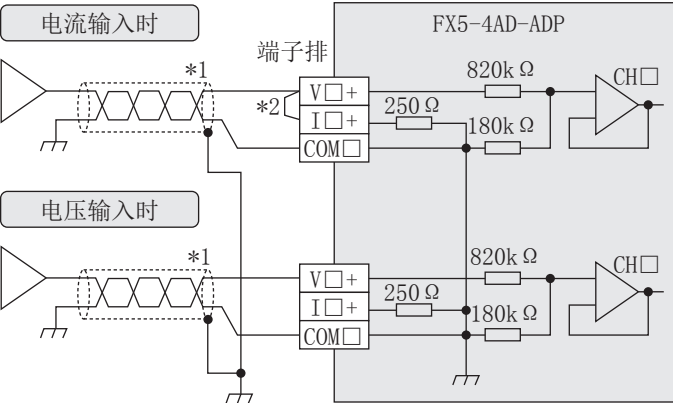 电流输入时
FX5-4AD-ADP
端子排
*1
820kΩ
CH□
V□+
*2
250Ω
I□+
180kΩ
COM□
电压输入时
*1
820kΩ
CH□
V□+
250Ω
I□+
180kΩ
COM□